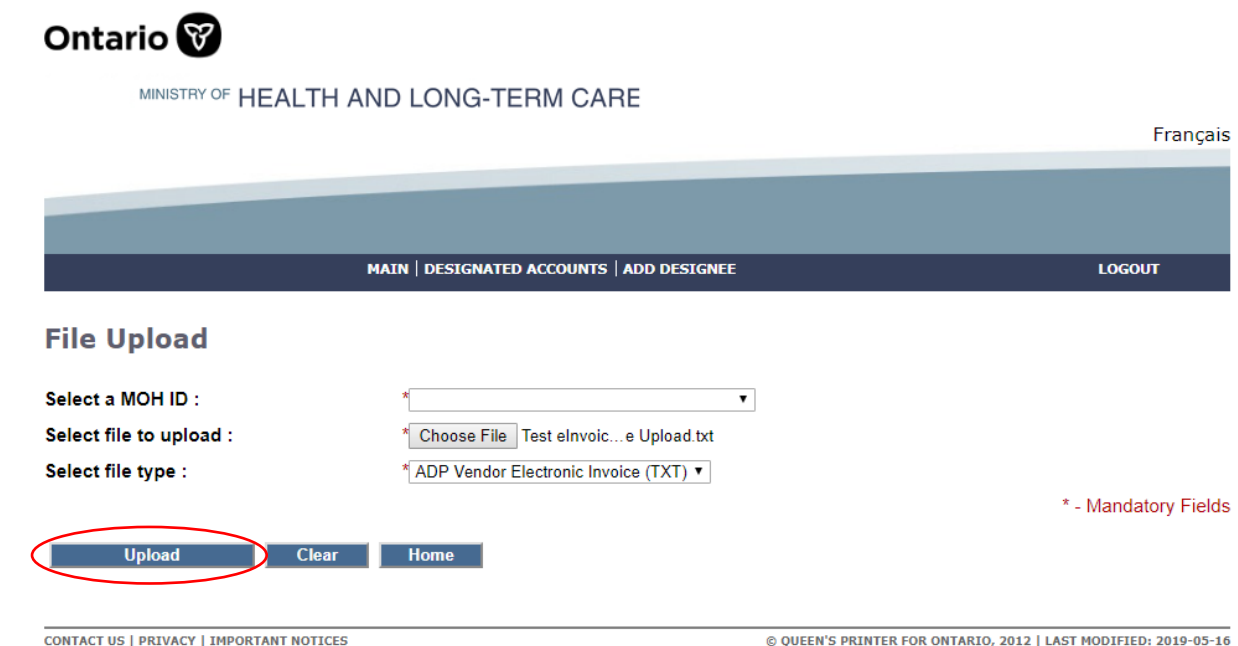 Ontario
MINISTRY OF HEALTH AND LONG-TERM CARE
Français
MAIN | DESIGNATED ACCOUNTS | ADD DESIGNEE LOGOUT
File Upload
Select a MOH ID : *
Select file to upload : * Choose File Test eInvoic...e Upload.txt
Select file type : * ADP Vendor Electronic Invoice (TXT)
* - Mandatory Fields
Upload Clear Home
CONTACT US | PRIVACY | IMPORTANT NOTICES © QUEEN'S PRINTER FOR ONTARIO, 2012 | LAST MODIFIED: 2019-05-16